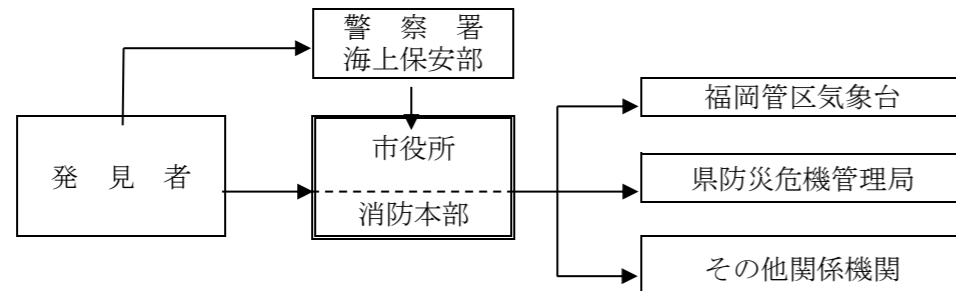 警　察　署
海上保安部
発　見　者
市役所
消防本部
福岡管区気象台
県防災危機管理局
その他関係機関